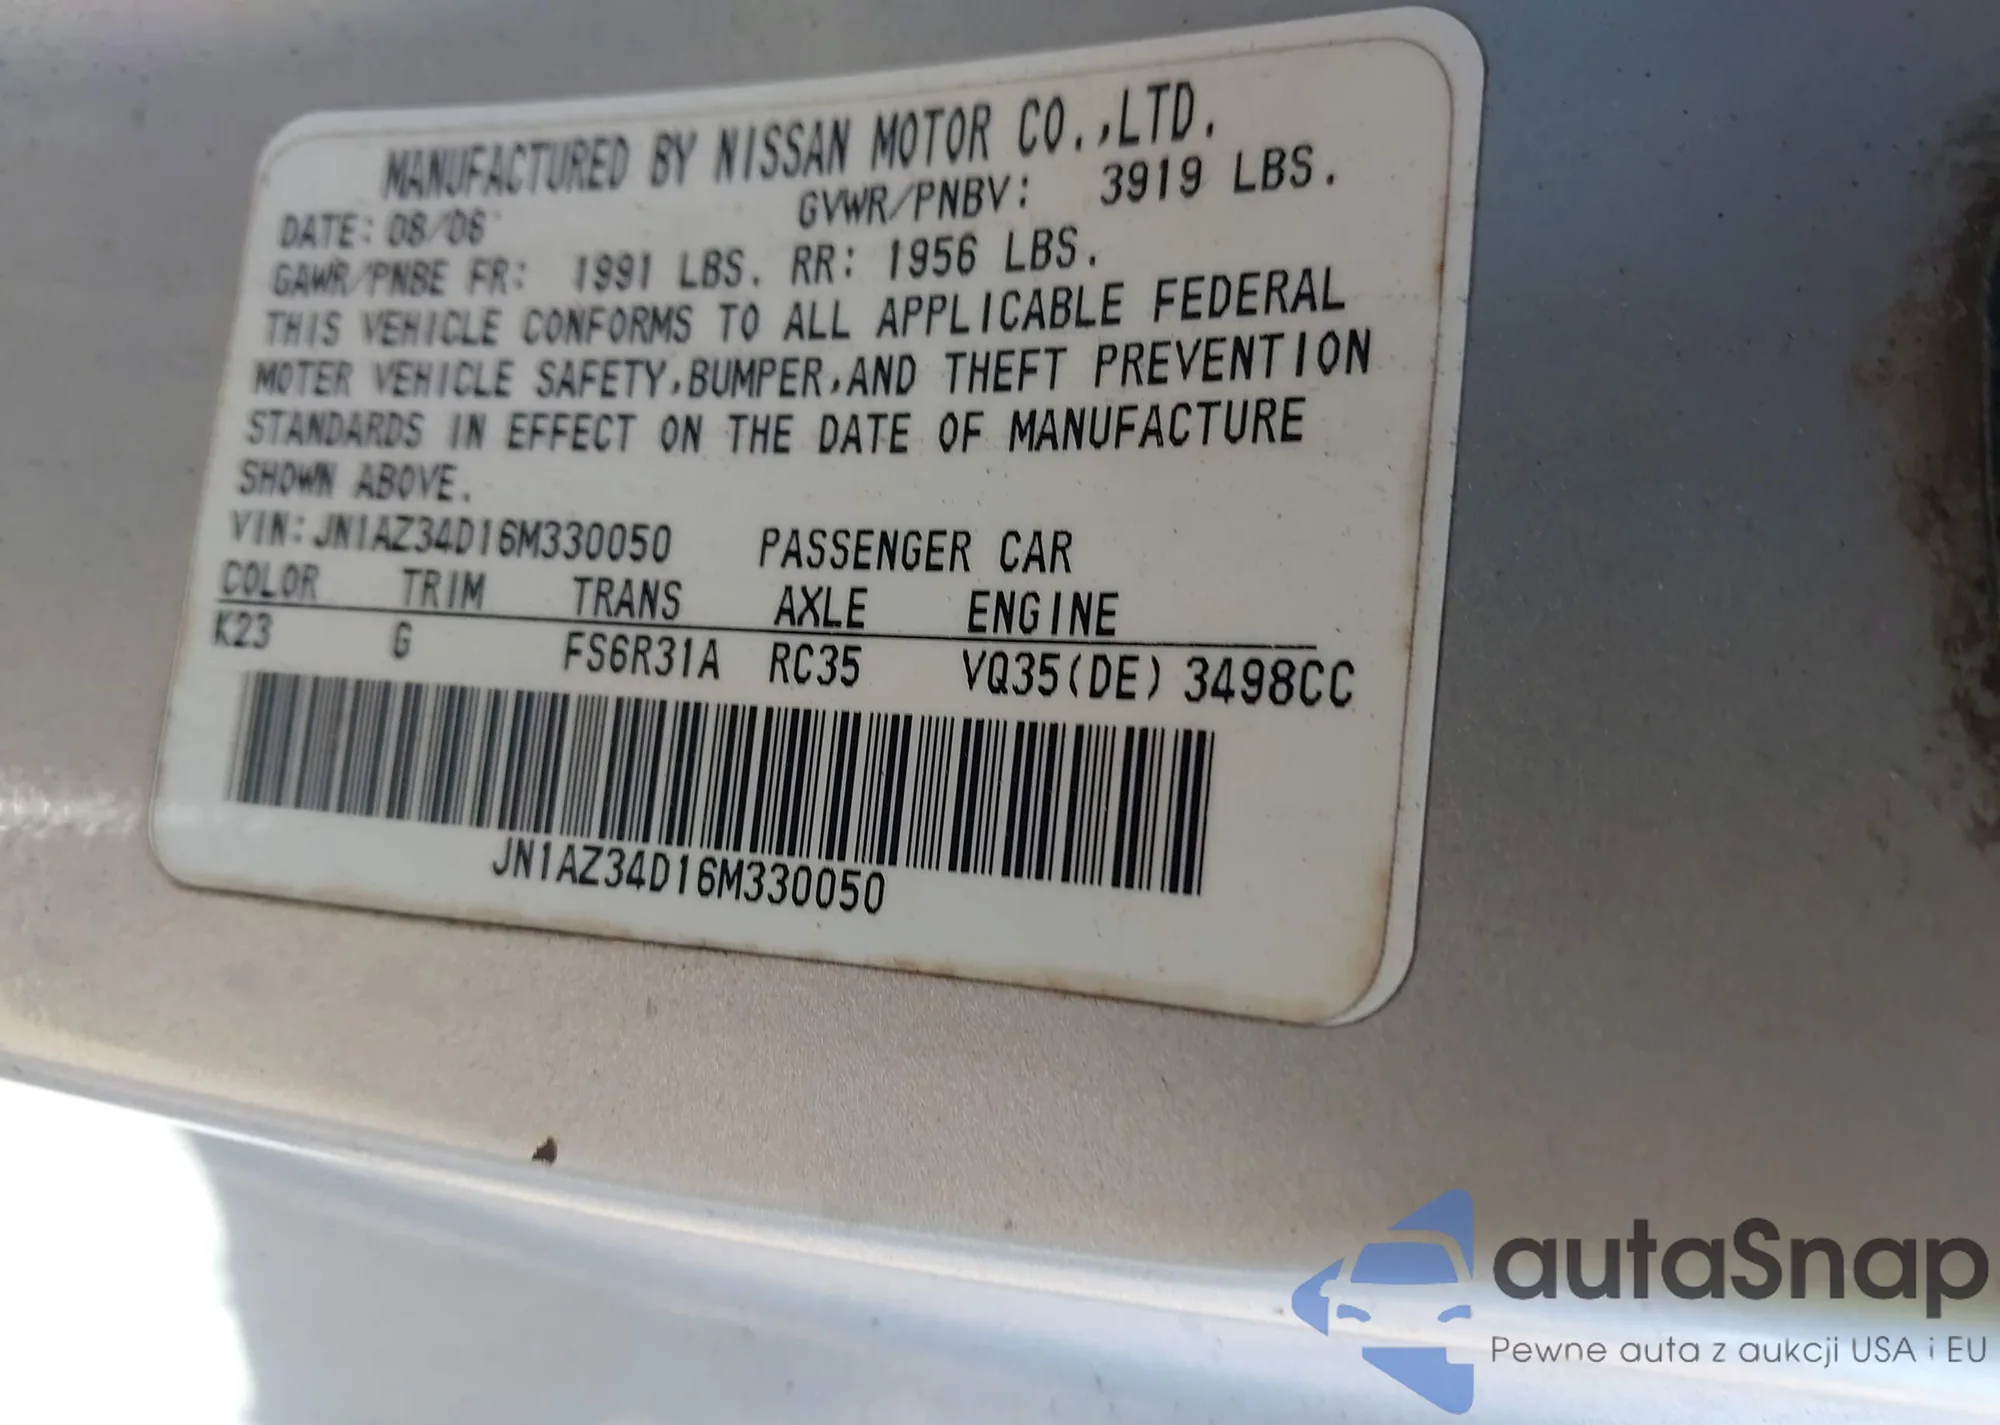 MANUFACTURED BY NISSAN MOTOR CO.,LTD.
DATE: 08/06 GVWR/PNBV: 3919 LBS.
GAWR/PNBE FR: 1991 LBS. RR: 1956 LBS.
THIS VEHICLE CONFORMS TO ALL APPLICABLE FEDERAL
MOTER VEHICLE SAFETY,BUMPER,AND THEFT PREVENTION
STANDARDS IN EFFECT ON THE DATE OF MANUFACTURE
SHOWN ABOVE.
VIN: JN1AZ34D16M330050 PASSENGER CAR
COLOR TRIM TRANS AXLE ENGINE
K23 G FS6R31A RC35 VQ35(DE) 3498CC
JN1AZ34D16M330050
autaSnap
Pewne auta z aukcji USA i EU